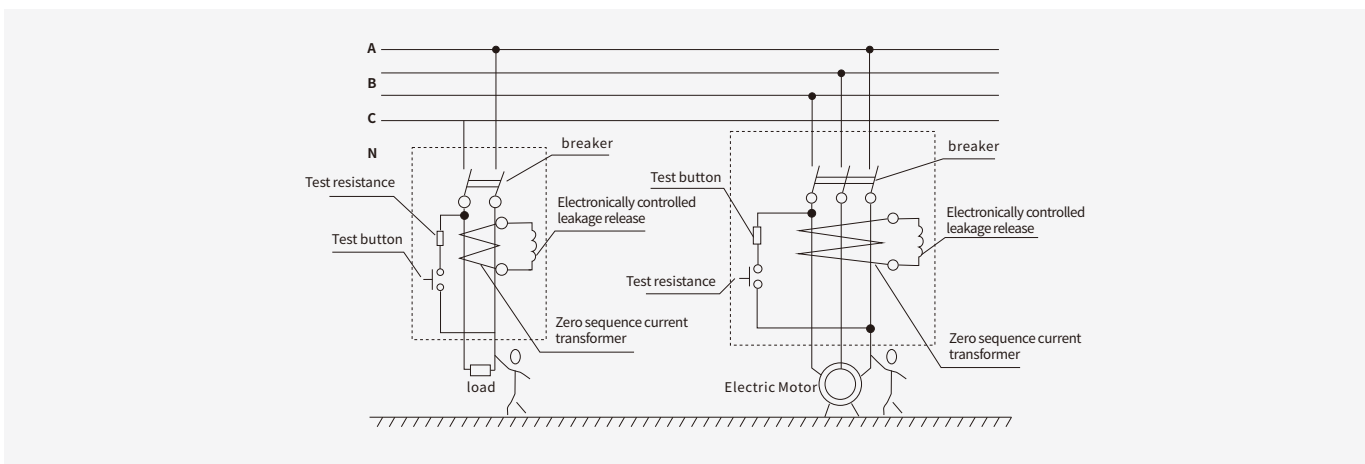 A
B
C
N
breaker
Test resistance
Electronically controlled
leakage release
Test button
Zero sequence current
transformer
load
breaker
Test button
Electronically controlled
leakage release
Test resistance
Zero sequence current
transformer
Electric Motor